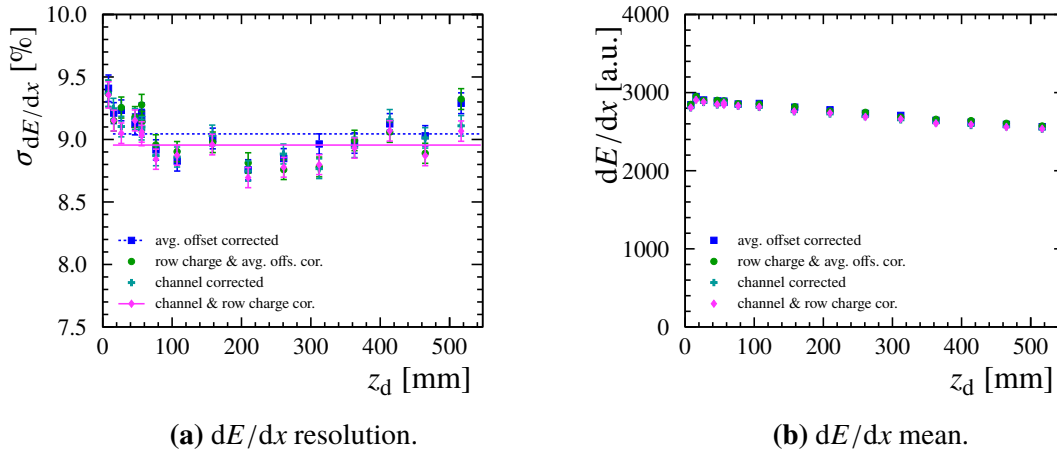 σdE/dx [%]
10.0
9.5
9.0
8.5
8.0
7.5
avg. offset corrected
row charge & avg. offs. cor.
channel corrected
channel & row charge cor.
0 100 200 300 400 500
zd [mm]
(a) dE/dx resolution.
dE/dx [a.u.]
4000
3000
2000
1000
0
avg. offset corrected
row charge & avg. offs. cor.
channel corrected
channel & row charge cor.
0 100 200 300 400 500
zd [mm]
(b) dE/dx mean.